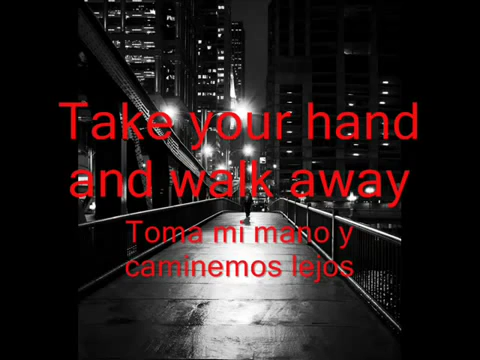 Take your hand
and walk away
Toma mi mano y
caminemos lejos